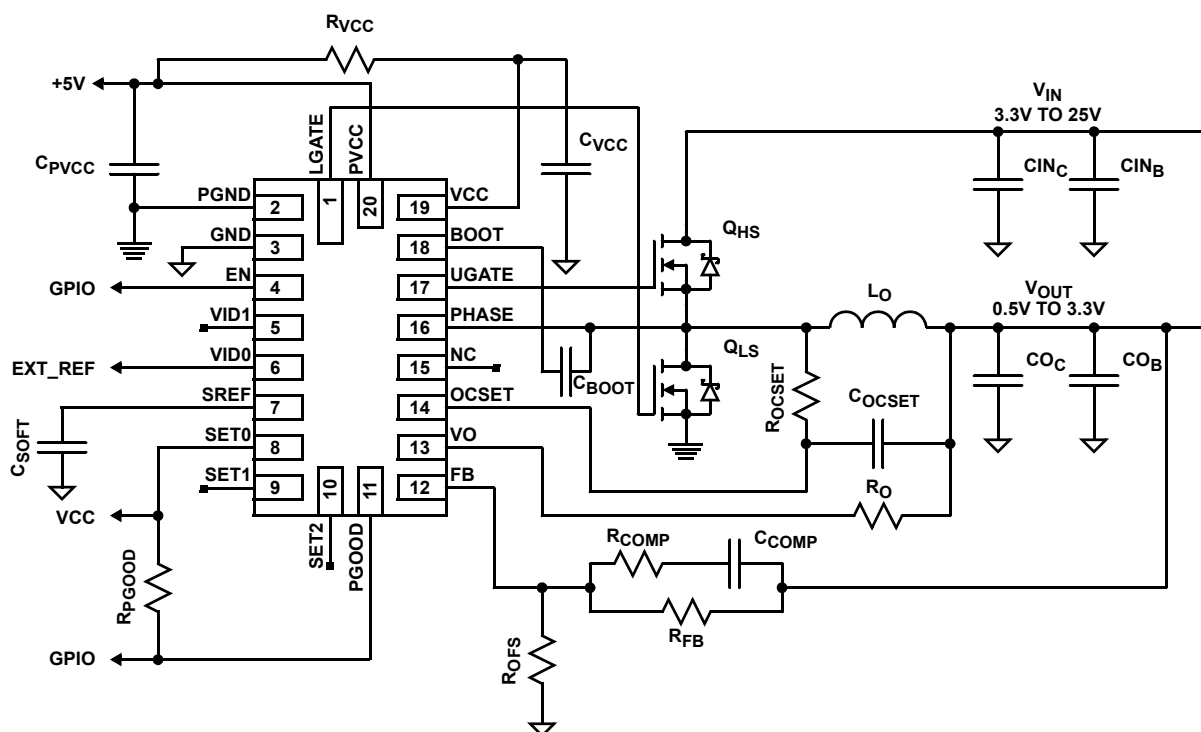 RVCC
+5V
CPVCC
LGATE
PVCC
CVCC
VIN
3.3V TO 25V
CINC
CINB
PGND
2
1
20
19
VCC
GND
3
18
BOOT
QHS
GPIO
EN
4
17
UGATE
LO
VOUT
0.5V TO 3.3V
VID1
5
16
PHASE
QLS
EXT_REF
VID0
6
15
NC
CBOOT
ROCSET
COCSET
COC
COB
SREF
7
14
OCSET
CSOFT
SET0
8
13
VO
SET1
9
10
11
12
FB
RO
VCC
SET2
PGOOD
RCOMP
CCOMP
RPGOOD
RFB
GPIO
ROFS